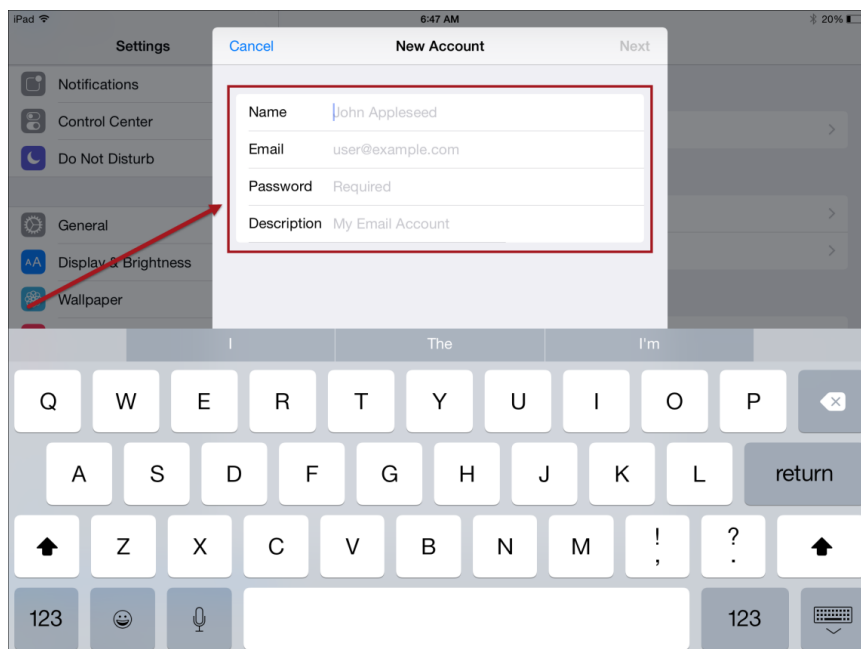 iPad 6:47 AM 20%
Settings
Cancel New Account Next
Notifications
Control Center
Do Not Disturb
General
AA Display & Brightness
Wallpaper
Name John Appleseed
Email user@example.com
Password Required
Description My Email Account
I The I'm
Q W E R T Y U I O P
A S D F G H J K L return
Z X C V B N M ! , ? .
123 123